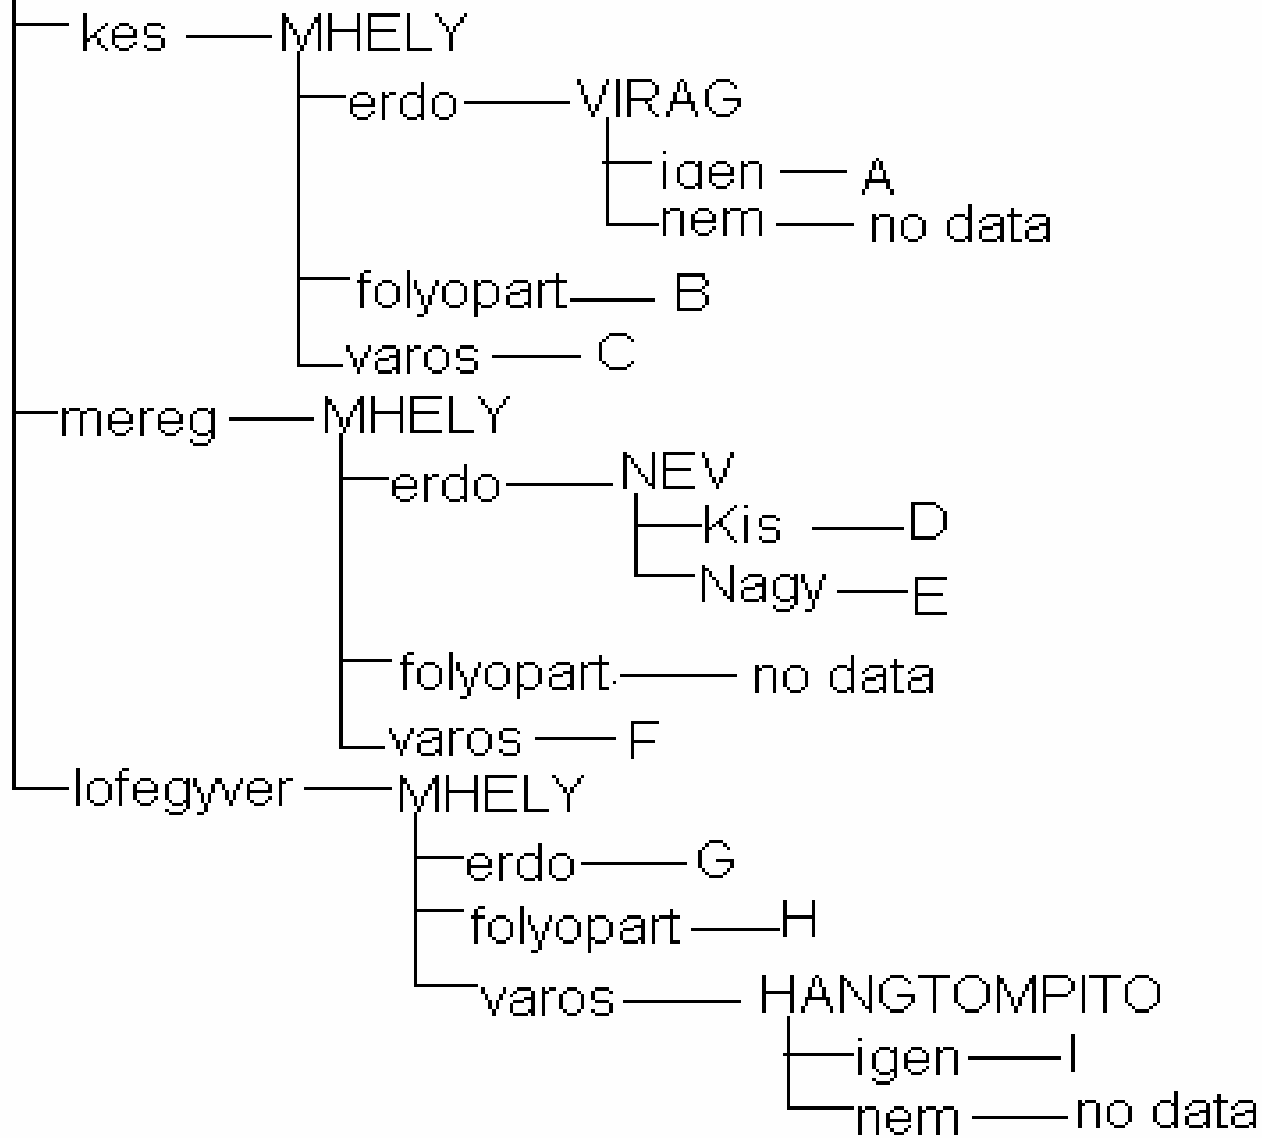 kes MHELY
erdo VIRAG
igen A
nem no data
folyopart B
varos C
mereg MHELY
erdo NEV
Kis D
Nagy E
folyopart no data
varos F
lofegyver MHELY
erdo G
folyopart H
varos HANGTOMPITO
igen I
nem no data